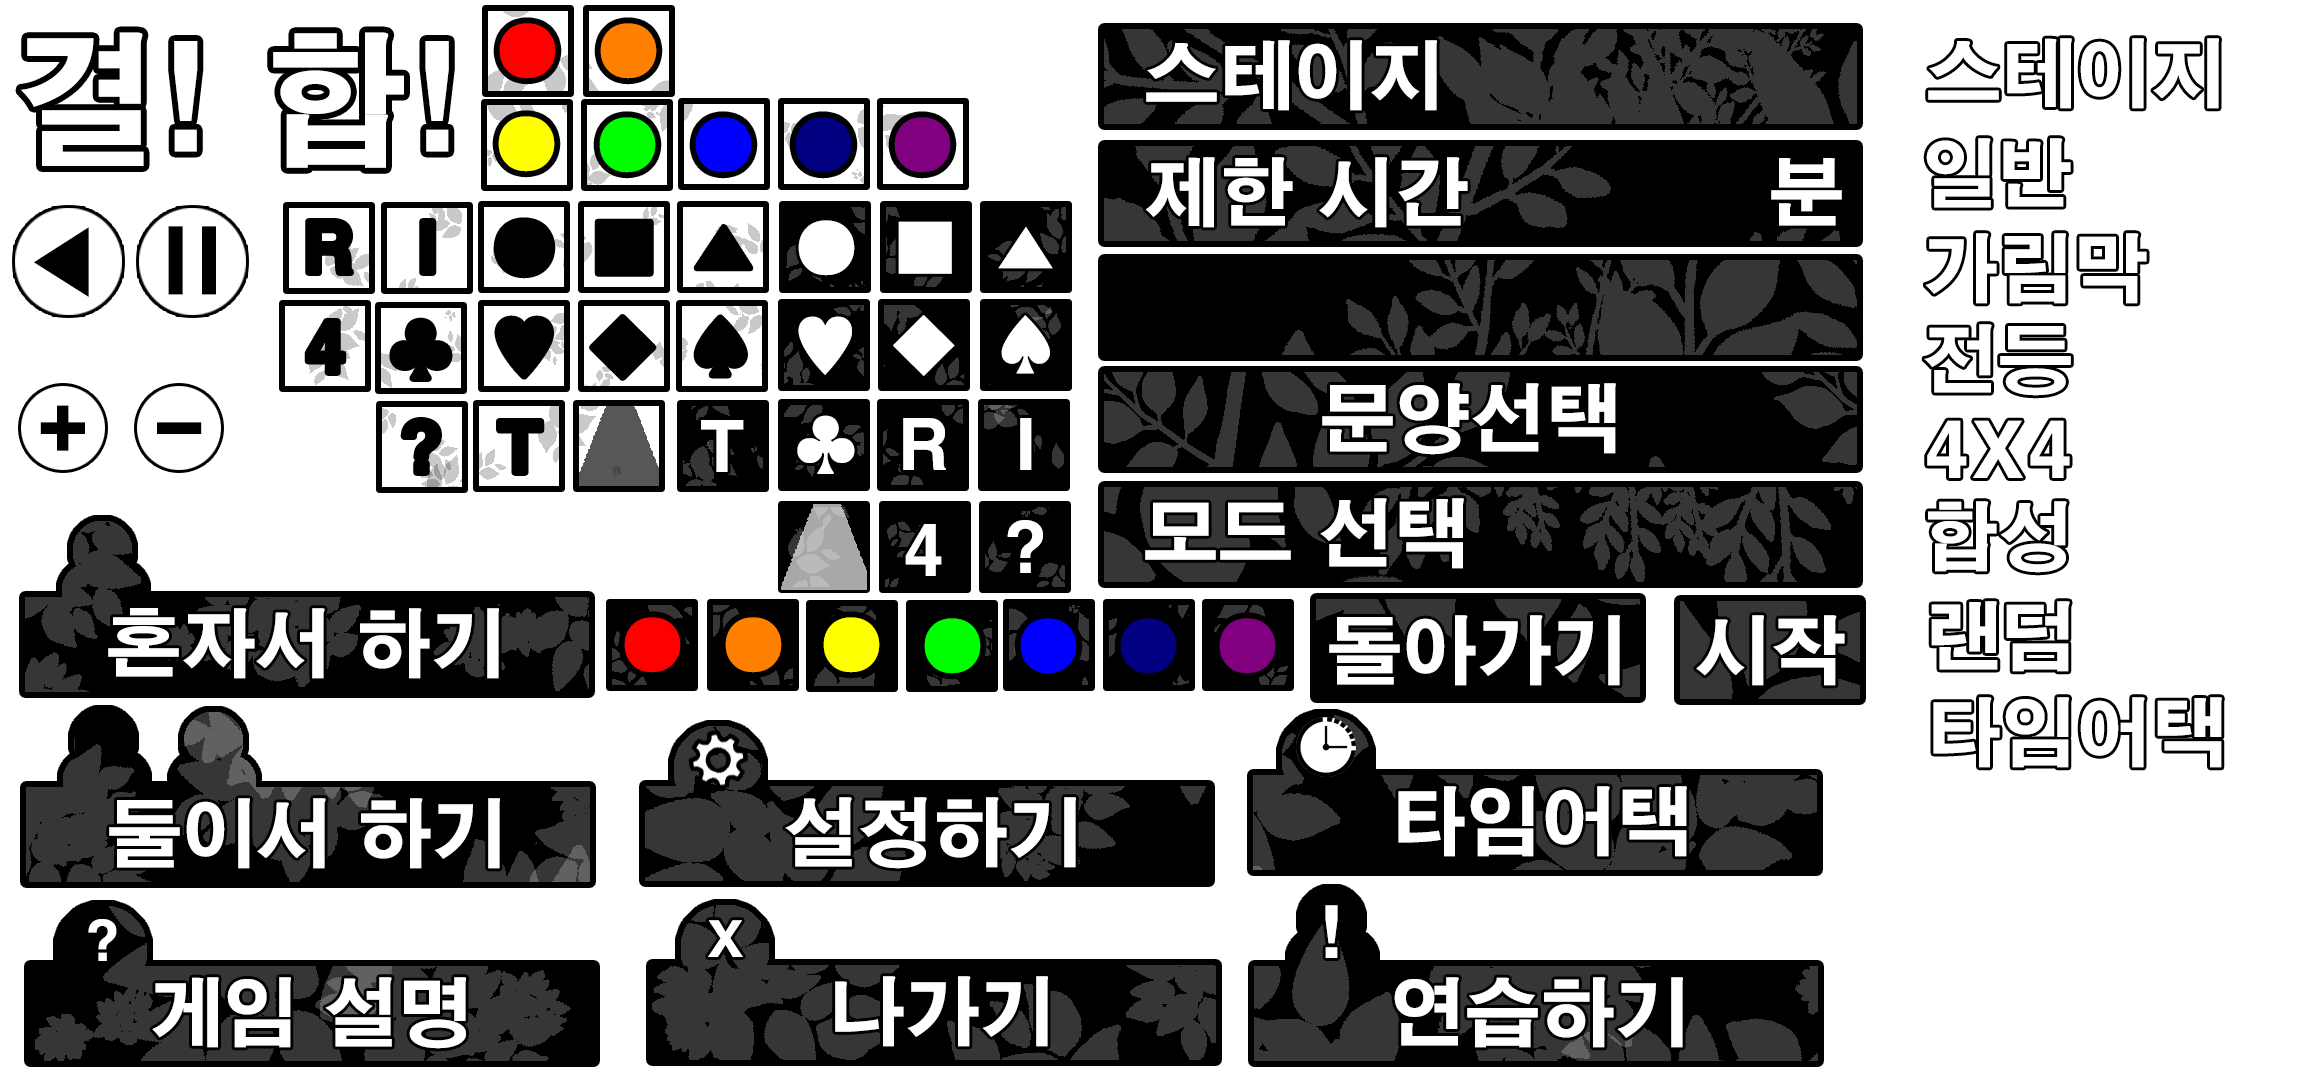 결! 합!
R I
4
? T T R I
4 ?
스테이지
제한 시간 분
문양선택
모드 선택
스테이지
일반
가림막
전등
4X4
합성
랜덤
타임어택
혼자서 하기
돌아가기
시작
둘이서 하기
설정하기
타임어택
?
게임 설명
X
나가기
!
연습하기